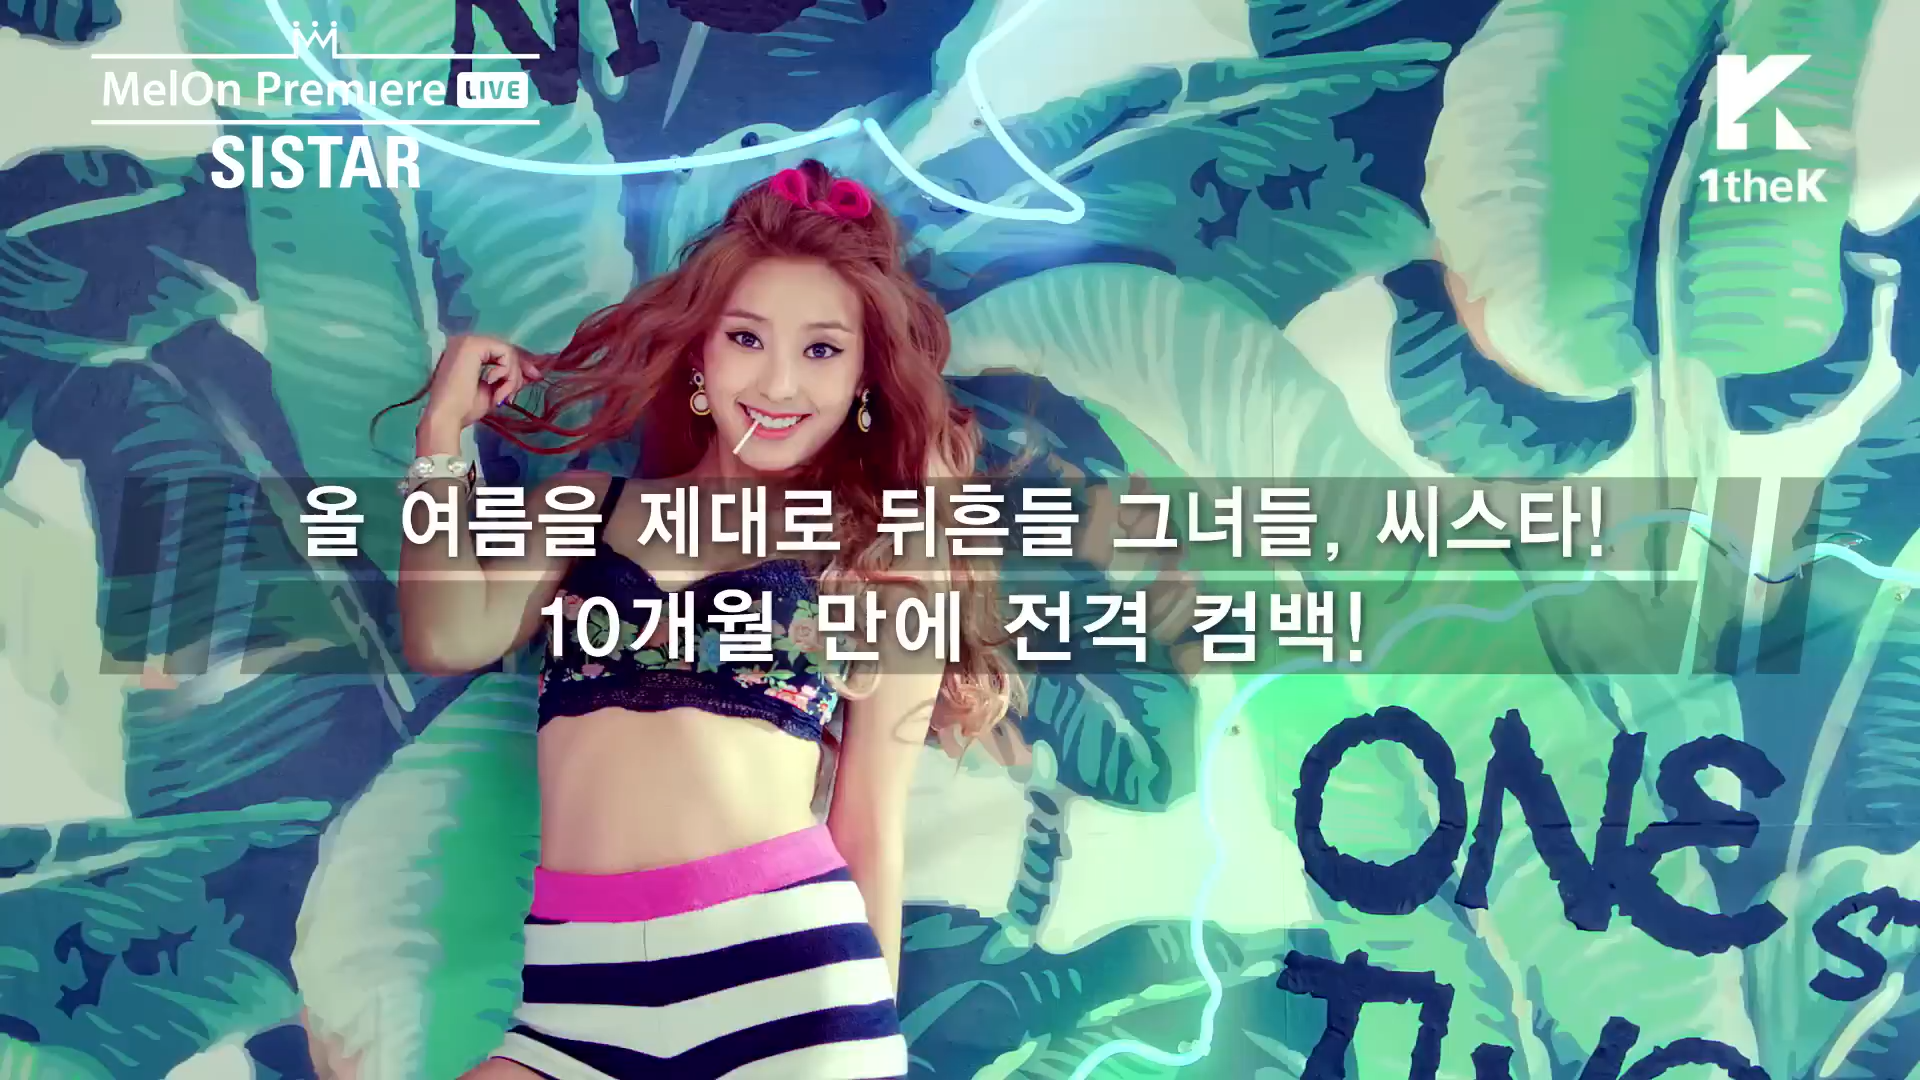 MelOn Premiere LIVE
SISTAR
1theK
올 여름을 제대로 뒤흔들 그녀들, 씨스타!
10개월 만에 전격 컴백!
ONE